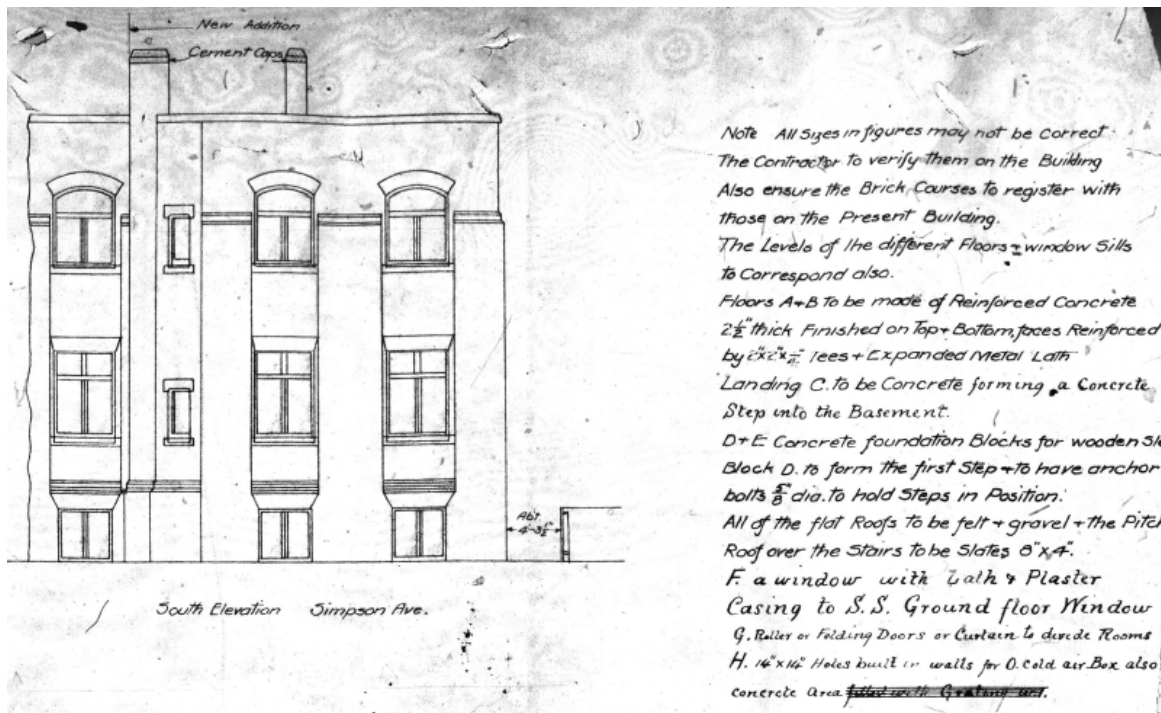 New Addition
Cement Caps
Note All Sizes in figures may not be Correct
The Contractor to verify them on the Building
Also ensure the Brick Courses to register with
those on the Present Building.
The Levels of the different Floors + window Sills
to Correspond also.
Floors A+B to be made of Reinforced Concrete
2½" thick Finished on Top + Bottom faces Reinforced
by Tees + Expanded Metal Lath
Landing C. to be Concrete forming a Concrete
Step into the Basement.
D+E Concrete foundation Blocks for wooden
Block D. to form the first Step + to have anchor
bolts ⅝" dia. to hold Steps in Position.
All of the flat Roofs to be felt + gravel + the Pitch
Roof over the Stairs to be Slates 8"x4".
F. a window with Lath & Plaster
Casing to S.S. Ground floor Window
G. Roller or Folding Doors or Curtain to divide Rooms
H. 14"x14" Holes built in walls for O. cold air Box also
concrete area
Abt.
South Elevation Simpson Ave.